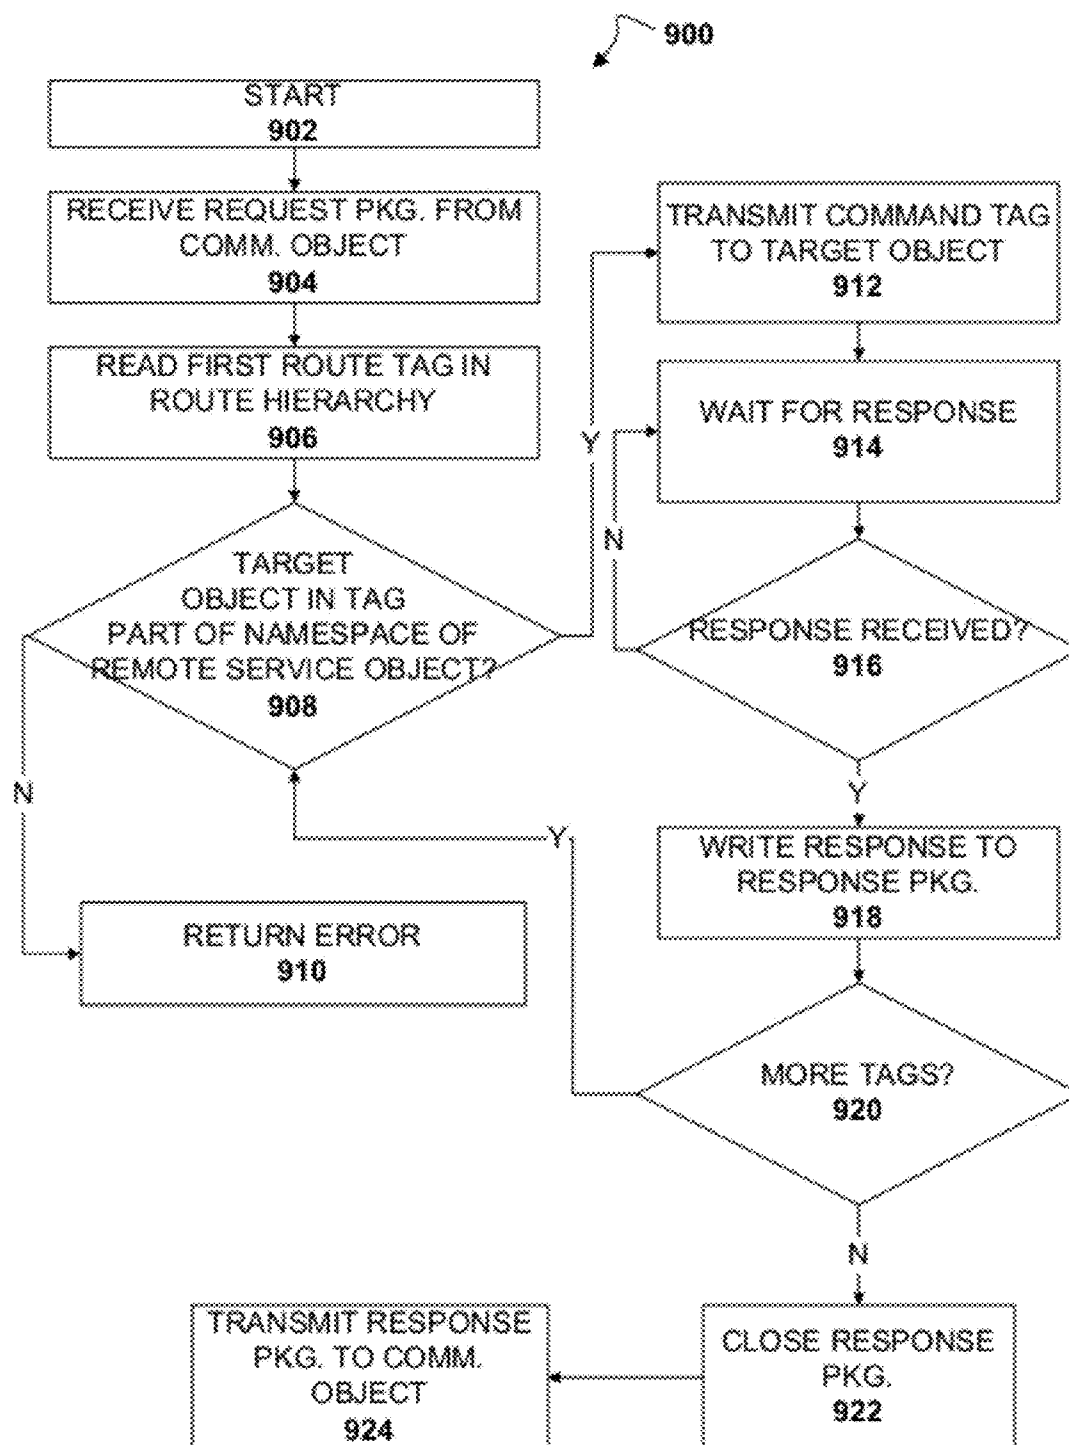 900
START
902
RECEIVE REQUEST PKG. FROM
COMM. OBJECT
904
READ FIRST ROUTE TAG IN
ROUTE HIERARCHY
906
TARGET
OBJECT IN TAG
PART OF NAMESPACE OF
REMOTE SERVICE OBJECT?
908
N
RETURN ERROR
910
Y
TRANSMIT COMMAND TAG
TO TARGET OBJECT
912
WAIT FOR RESPONSE
914
N
RESPONSE RECEIVED?
916
Y
WRITE RESPONSE TO
RESPONSE PKG.
918
Y
MORE TAGS?
920
N
CLOSE RESPONSE
PKG.
922
TRANSMIT RESPONSE
PKG. TO COMM.
OBJECT
924